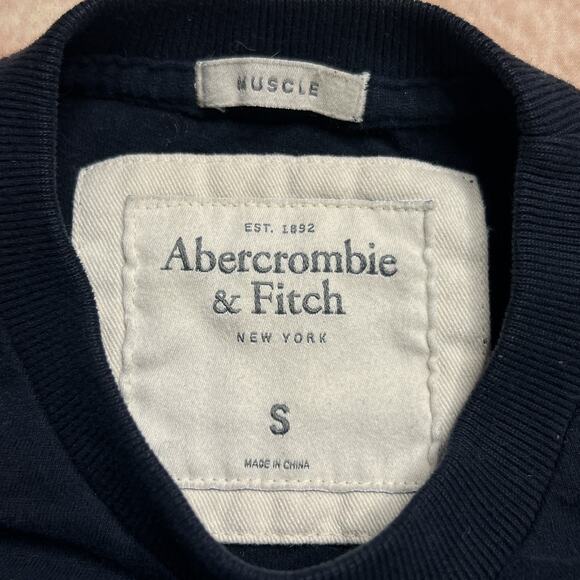 MUSCLE
EST. 1892
Abercrombie
& Fitch
NEW YORK
S
MADE IN CHINA